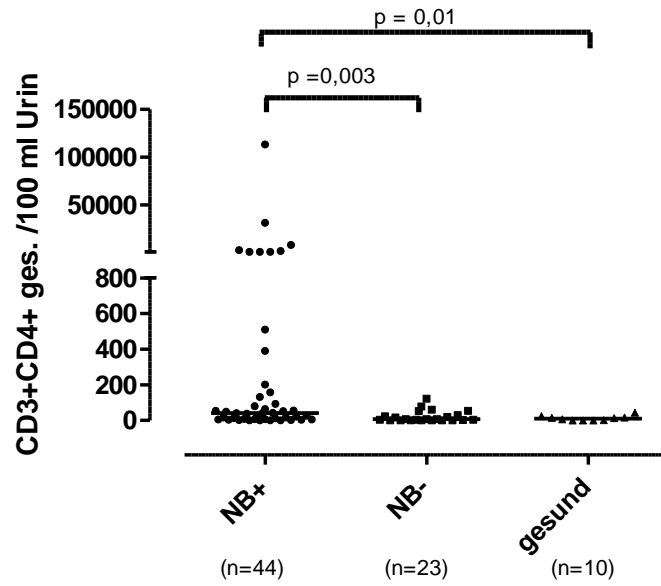 p = 0,01
p =0,003
CD3+CD4+ ges. /100 ml Urin
150000
100000
50000
800
600
400
200
0
NB+
NB-
gesund
(n=44)
(n=23)
(n=10)